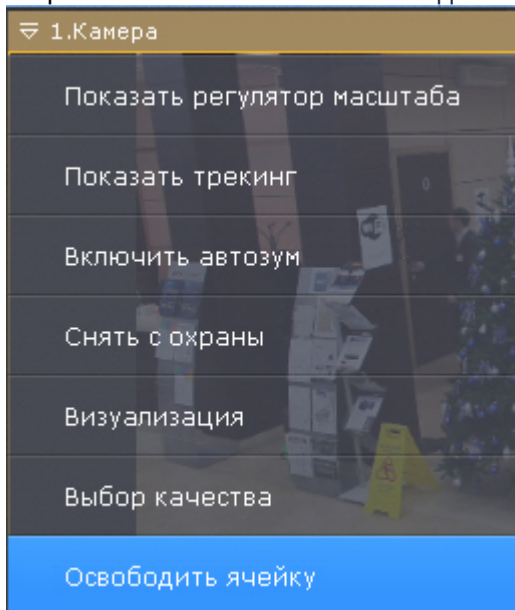 1.Камера
Показать регулятор масштаба
Показать трекинг
Включить автозум
Снять с охраны
Визуализация
Выбор качества
Освободить ячейку